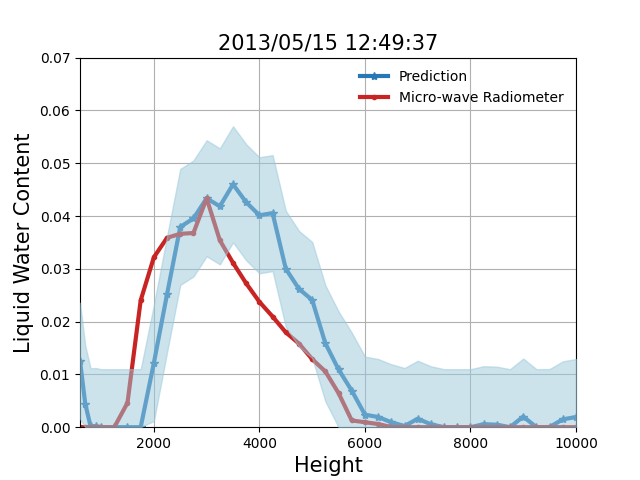 2013/05/15 12:49:37
0.07
0.06
0.05
0.04
0.03
0.02
0.01
0.00
Liquid Water Content
Prediction
Micro-wave Radiometer
2000 4000 6000 8000 10000
Height